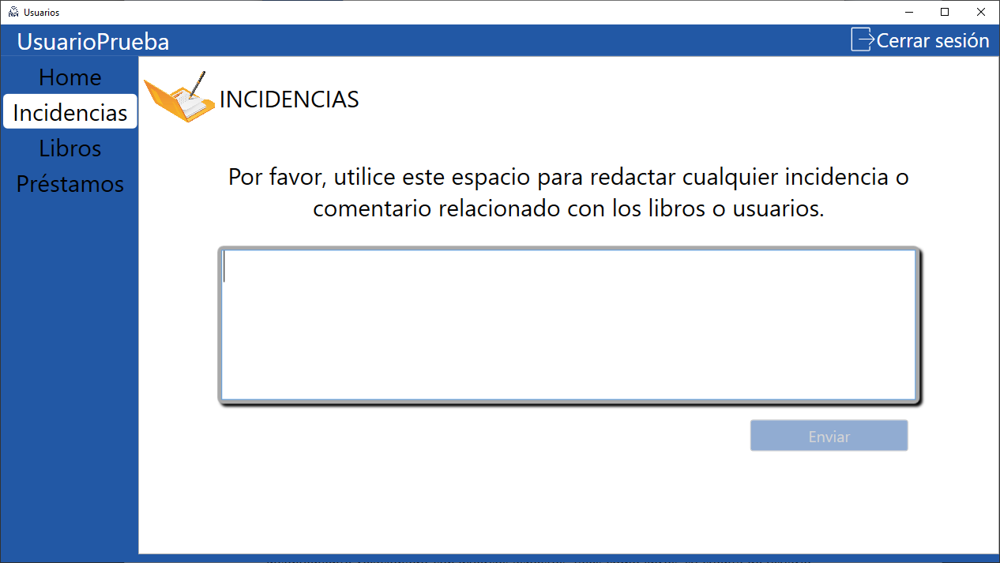 Usuarios
UsuarioPrueba
Cerrar sesión
Home
Incidencias
Libros
Préstamos
INCIDENCIAS
Por favor, utilice este espacio para redactar cualquier incidencia o
comentario relacionado con los libros o usuarios.
Enviar